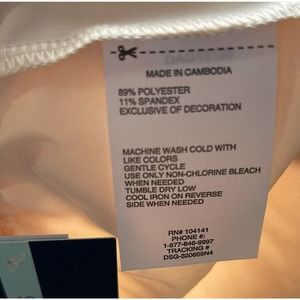 MADE IN CAMBODIA
89% POLYESTER
11% SPANDEX
EXCLUSIVE OF DECORATION
MACHINE WASH COLD WITH
LIKE COLORS
GENTLE CYCLE
USE ONLY NON-CHLORINE BLEACH
WHEN NEEDED
TUMBLE DRY LOW
COOL IRON ON REVERSE
SIDE WHEN NEEDED
RN# 104141
PHONE #:
1-877-846-9997
TRACKING #
DSG-320659N4